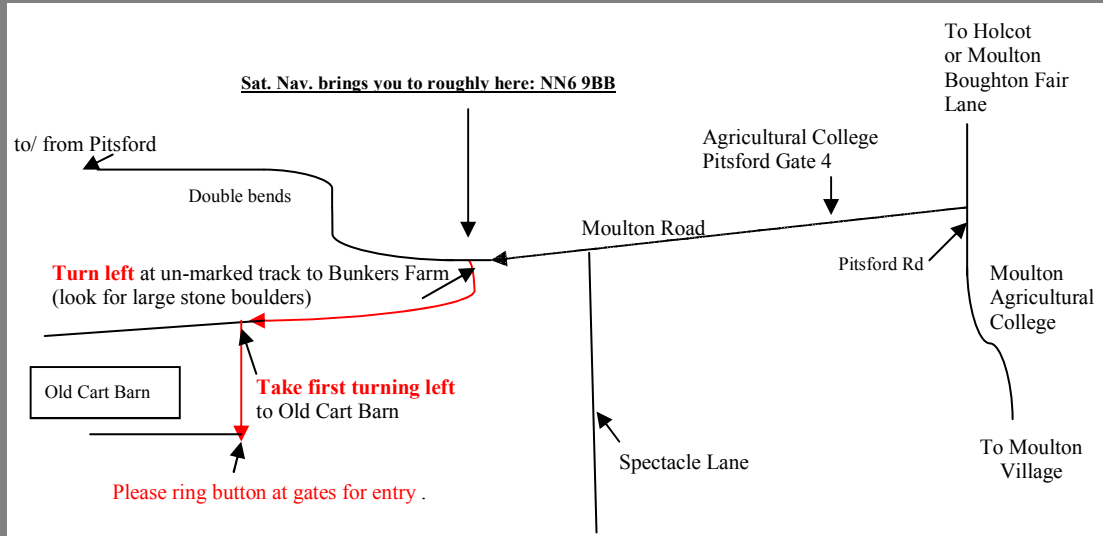 To Holcot
or Moulton
Boughton Fair
Lane
Sat. Nav. brings you to roughly here: NN6 9BB
to/ from Pitsford
Agricultural College
Pitsford Gate 4
Double bends
Moulton Road
Turn left at un-marked track to Bunkers Farm
(look for large stone boulders)
Pitsford Rd
Moulton
Agricultural
College
Old Cart Barn
Take first turning left
to Old Cart Barn
Spectacle Lane
To Moulton
Village
Please ring button at gates for entry .